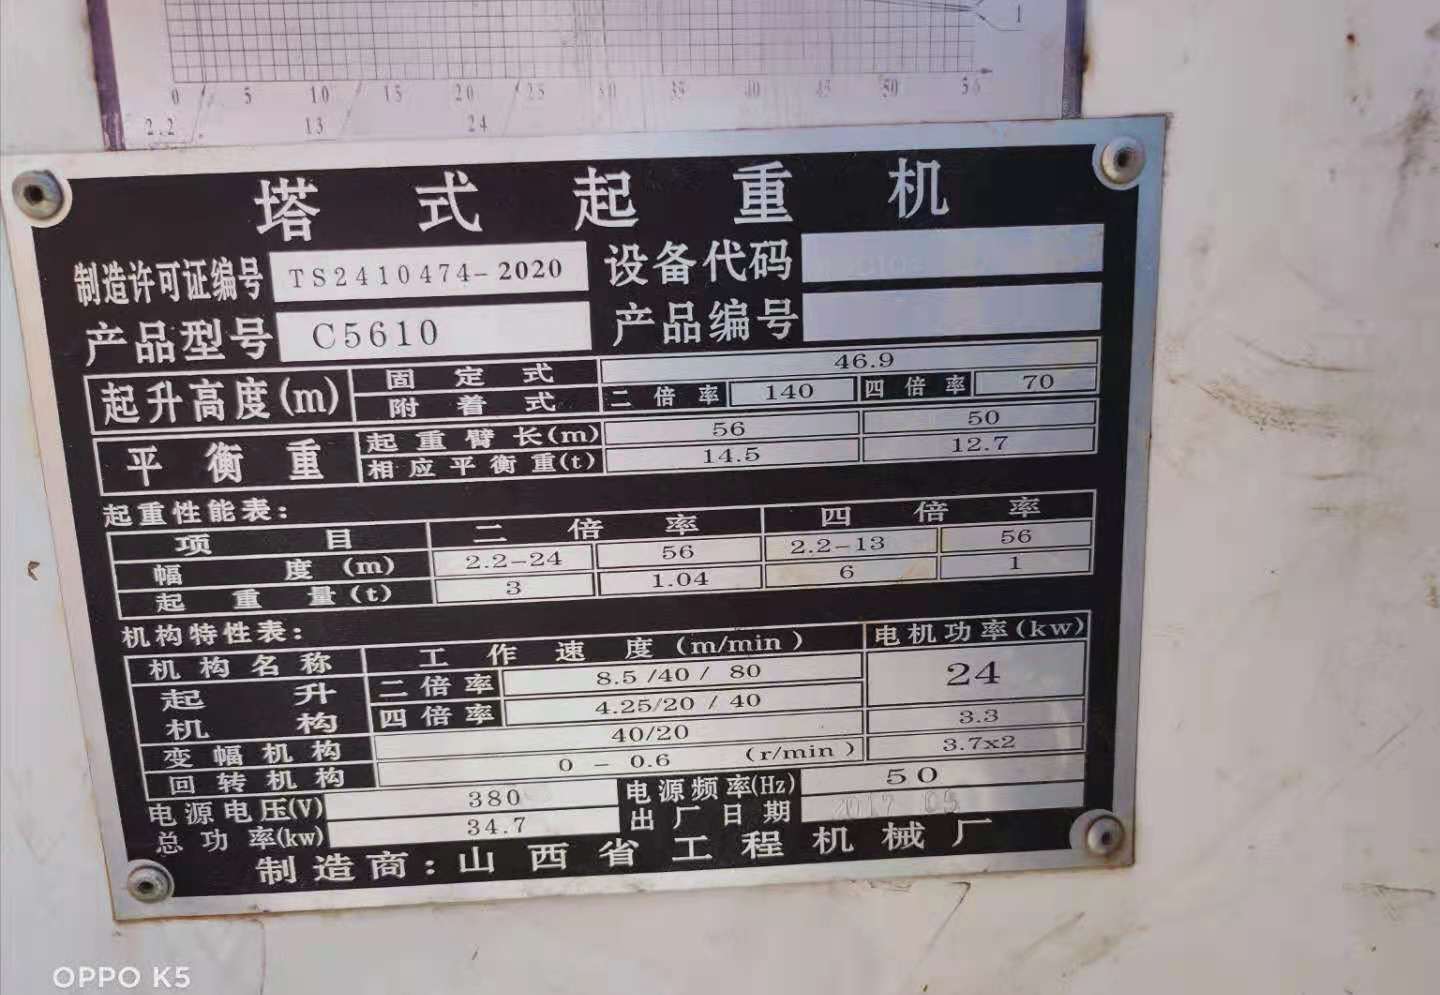 1
0 5 10 15 20 25 30 35 40 45 50 56
2.2 13 24
塔式起重机
制造许可证编号 TS2410474-2020 设备代码
产品型号 C5610 产品编号
起升高度(m) 固定式 46.9
附着式 二倍率 140 四倍率 70
平衡重 起重臂长(m) 56 50
相应平衡重(t) 14.5 12.7
起重性能表:
项目 二倍率 四倍率
幅度(m) 2.2-24 56 2.2-13 56
起重量(t) 3 1.04 6 1
机构特性表:
机构名称 工作速度(m/min) 电机功率(kw)
起升机构 二倍率 8.5/40/80 24
四倍率 4.25/20/40
变幅机构 40/20 3.3
回转机构 0-0.6 (r/min) 3.7x2
电源电压(V) 380 电源频率(Hz) 50
总功率(kw) 34.7 出厂日期 2017 05
制造商:山西省工程机械厂
OPPO K5